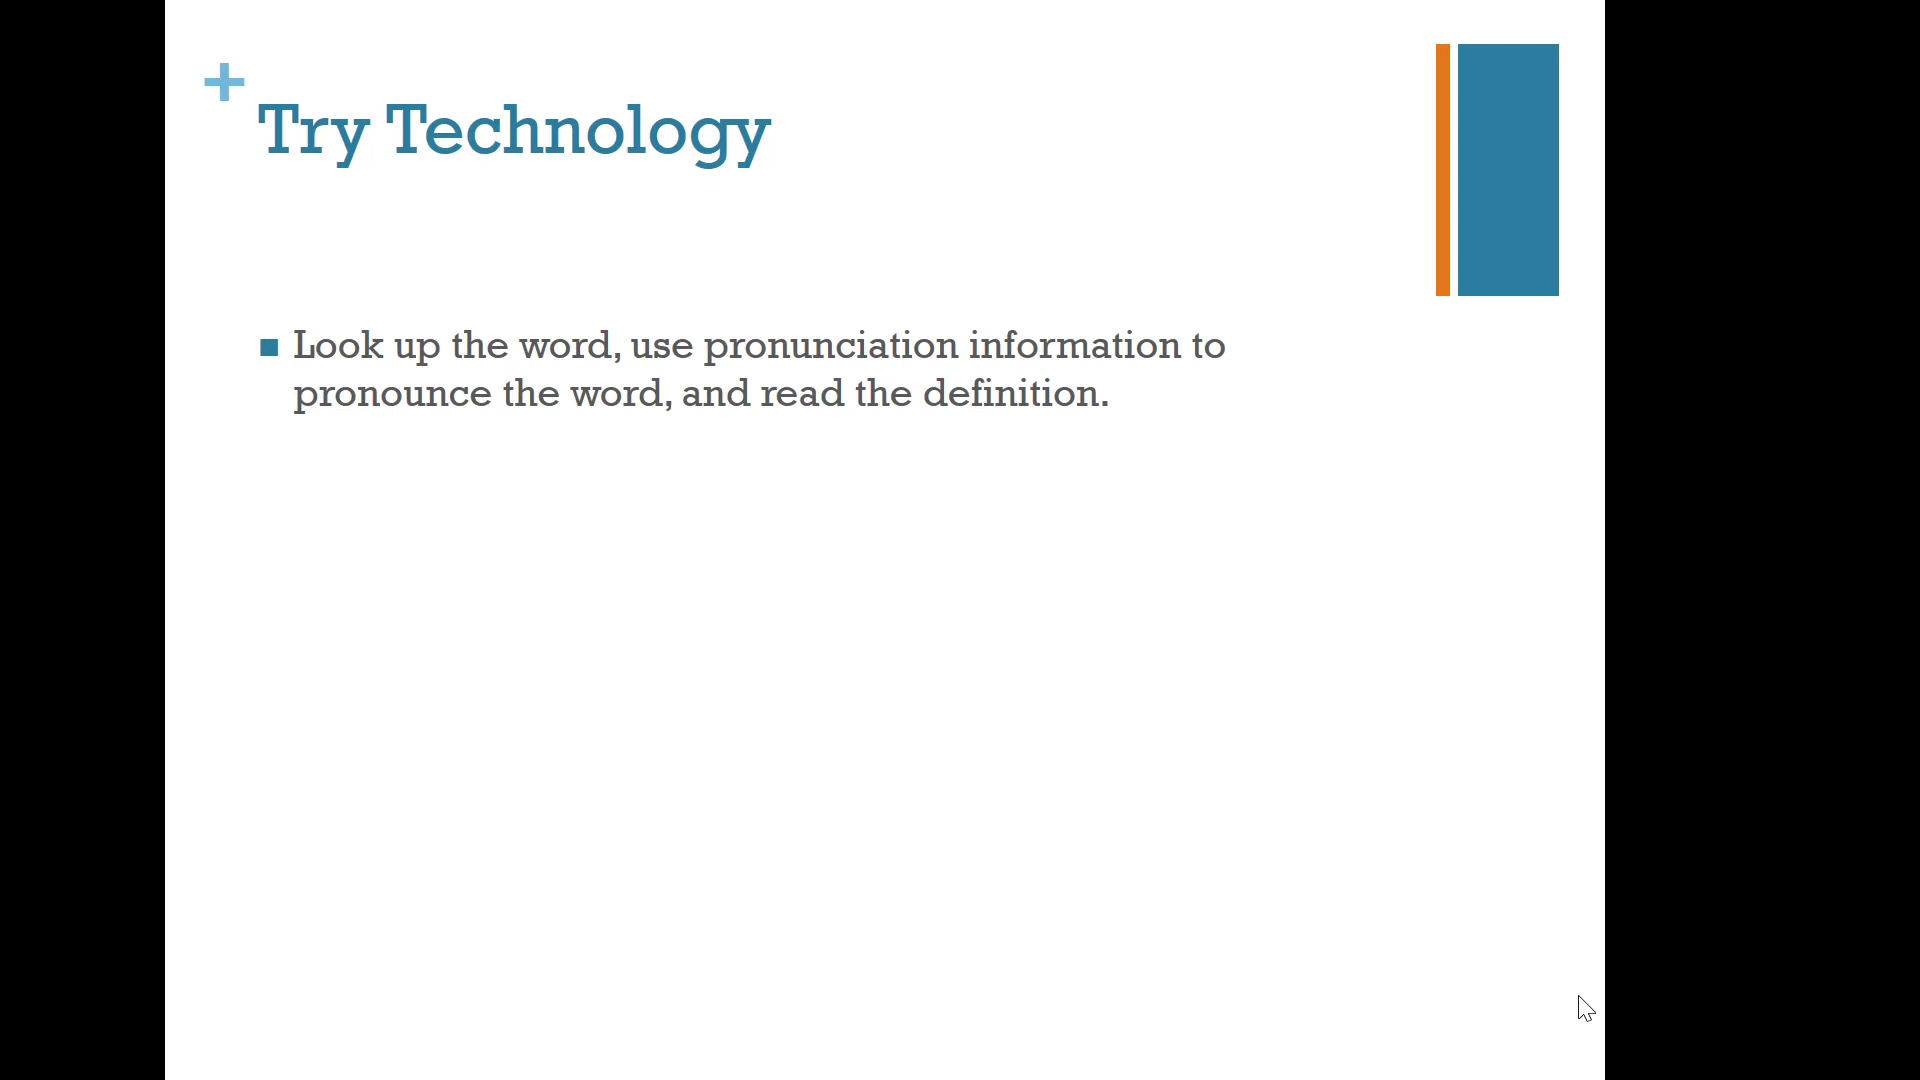 +
Try Technology
■ Look up the word, use pronunciation information to
pronounce the word, and read the definition.